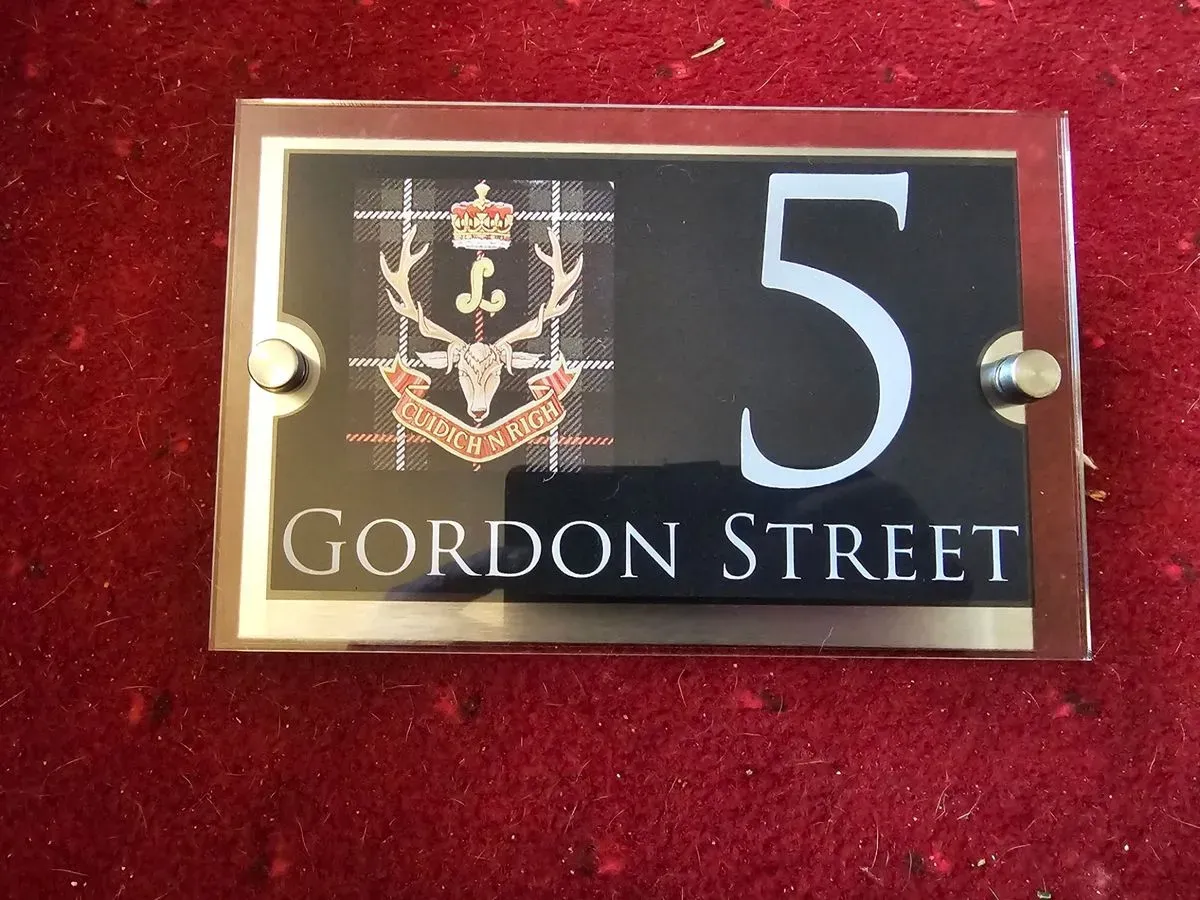 L
CUIDICH 'N RIGH
5
GORDON STREET